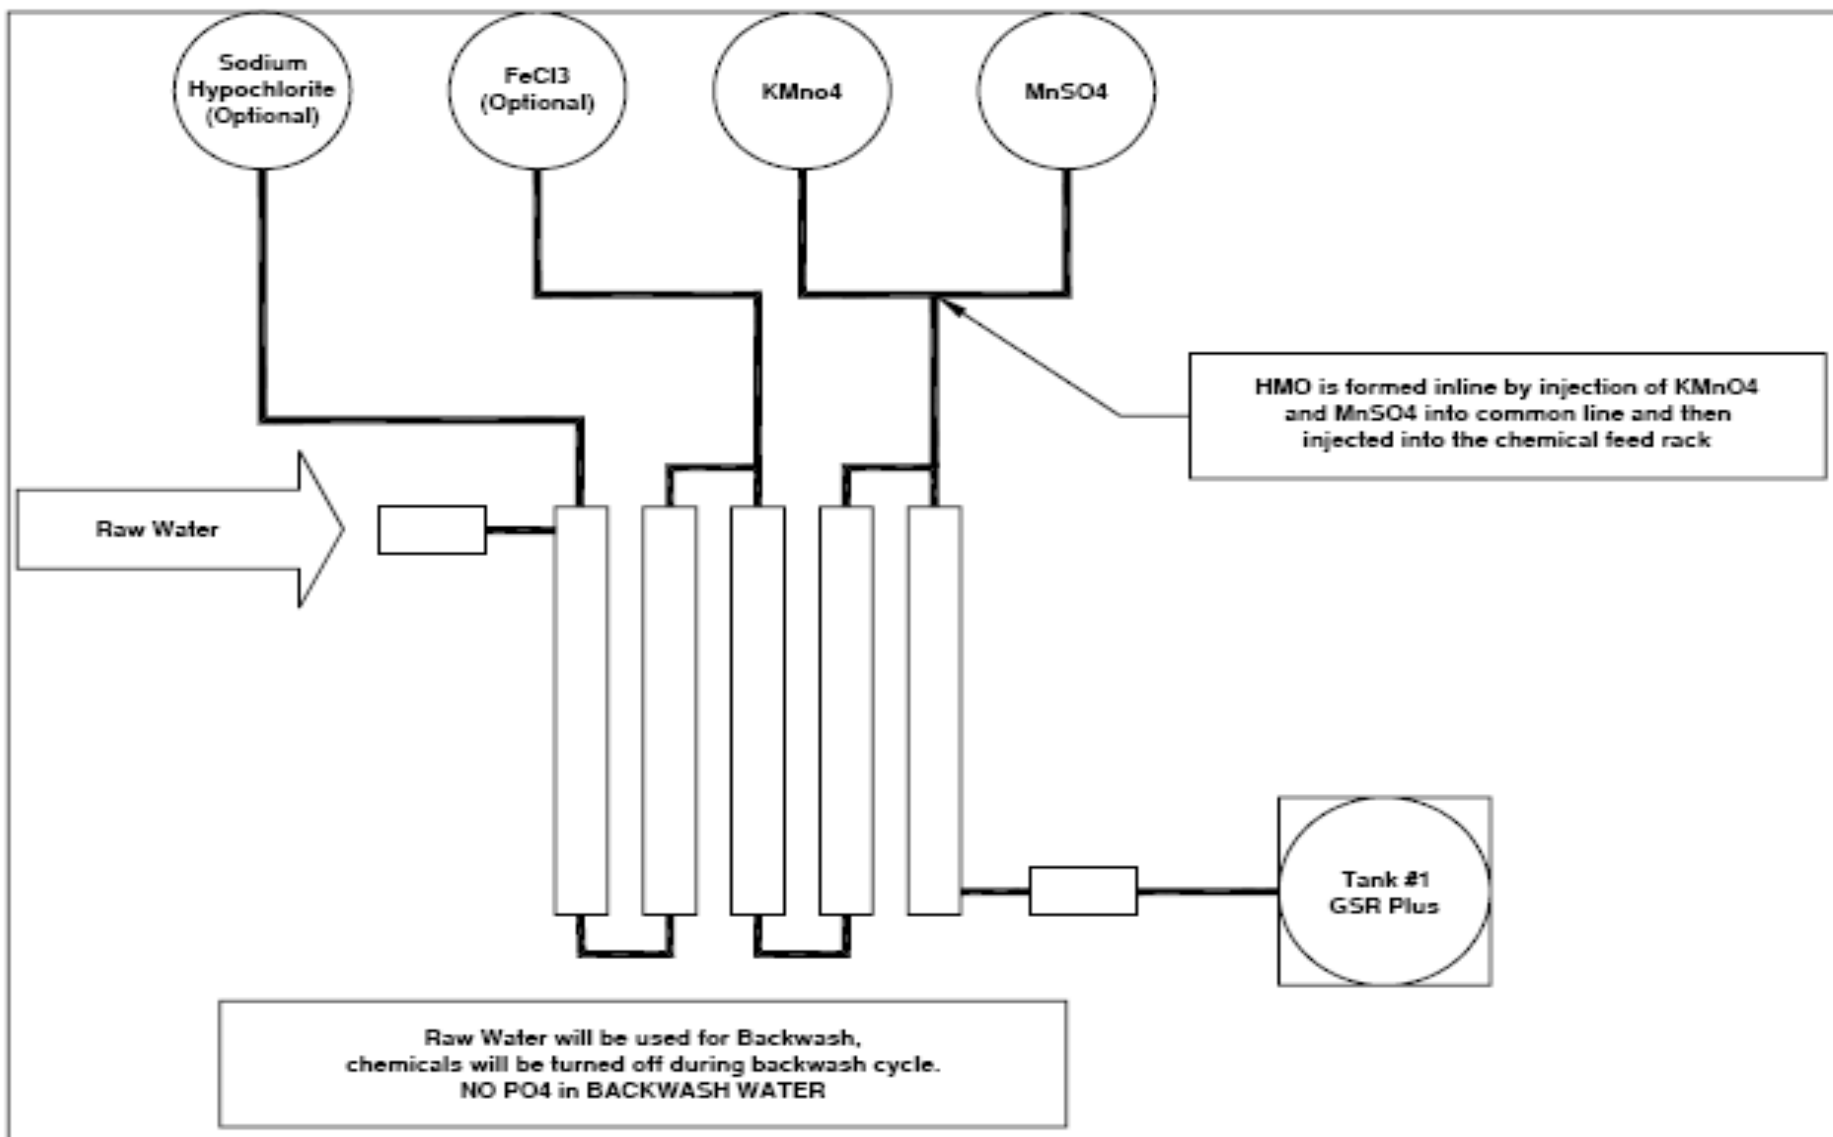 Sodium
Hypochlorite
(Optional)
FeCl3
(Optional)
KMno4
MnSO4
HMO is formed inline by injection of KMnO4
and MnSO4 into common line and then
injected into the chemical feed rack
Raw Water
Tank #1
GSR Plus
Raw Water will be used for Backwash,
chemicals will be turned off during backwash cycle.
NO PO4 in BACKWASH WATER